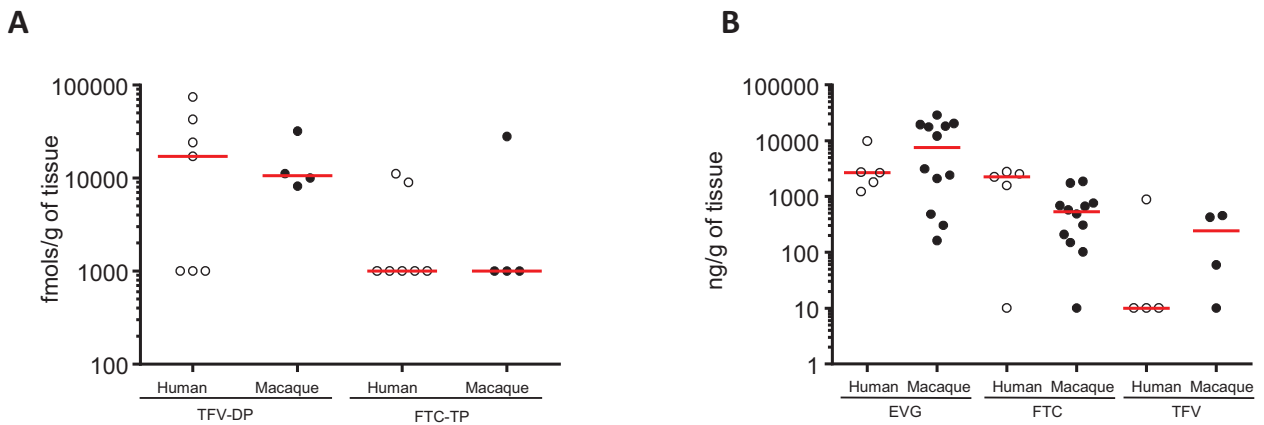 A
fmols/g of tissue
100000
10000
1000
100
Human Macaque Human Macaque
TFV-DP FTC-TP
B
ng/g of tissue
100000
10000
1000
100
10
1
Human Macaque Human Macaque Human Macaque
EVG FTC TFV